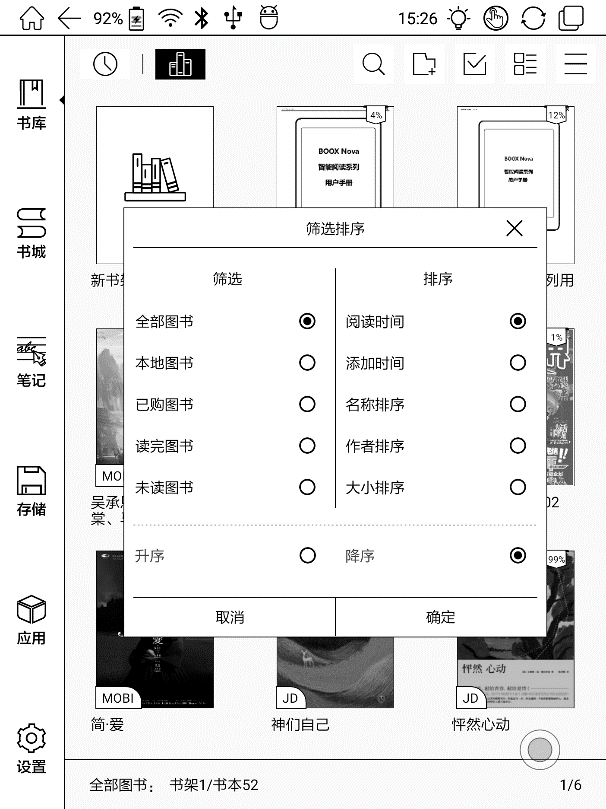 92%
15:26
书库
书城
笔记
存储
应用
设置
4%
12%
BOOX Nova
智能阅读系列
用户手册
BOOX Nova
智能阅读系列
用户手册
新书
列用
筛选排序
筛选
排序
全部图书
阅读时间
本地图书
添加时间
已购图书
名称排序
读完图书
作者排序
未读图书
大小排序
升序
降序
取消
确定
1%
MO
吴承
棠、
02
99%
MOBI
简·爱
JD
神们自己
怦然 心动
JD
怦然心动
全部图书: 书架1/书本52
1/6